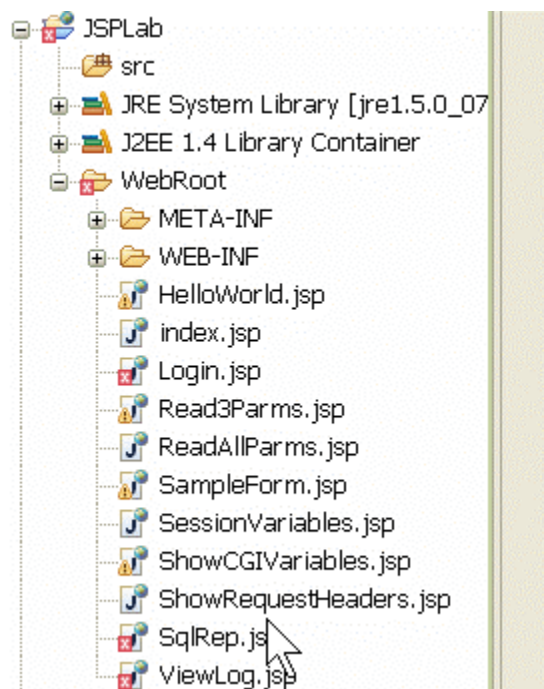 JSPLab
src
JRE System Library [jre1.5.0_07
J2EE 1.4 Library Container
WebRoot
META-INF
WEB-INF
HelloWorld.jsp
index.jsp
Login.jsp
Read3Parms.jsp
ReadAllParms.jsp
SampleForm.jsp
SessionVariables.jsp
ShowCGIVariables.jsp
ShowRequestHeaders.jsp
SqlRep.js
ViewLog.jsp